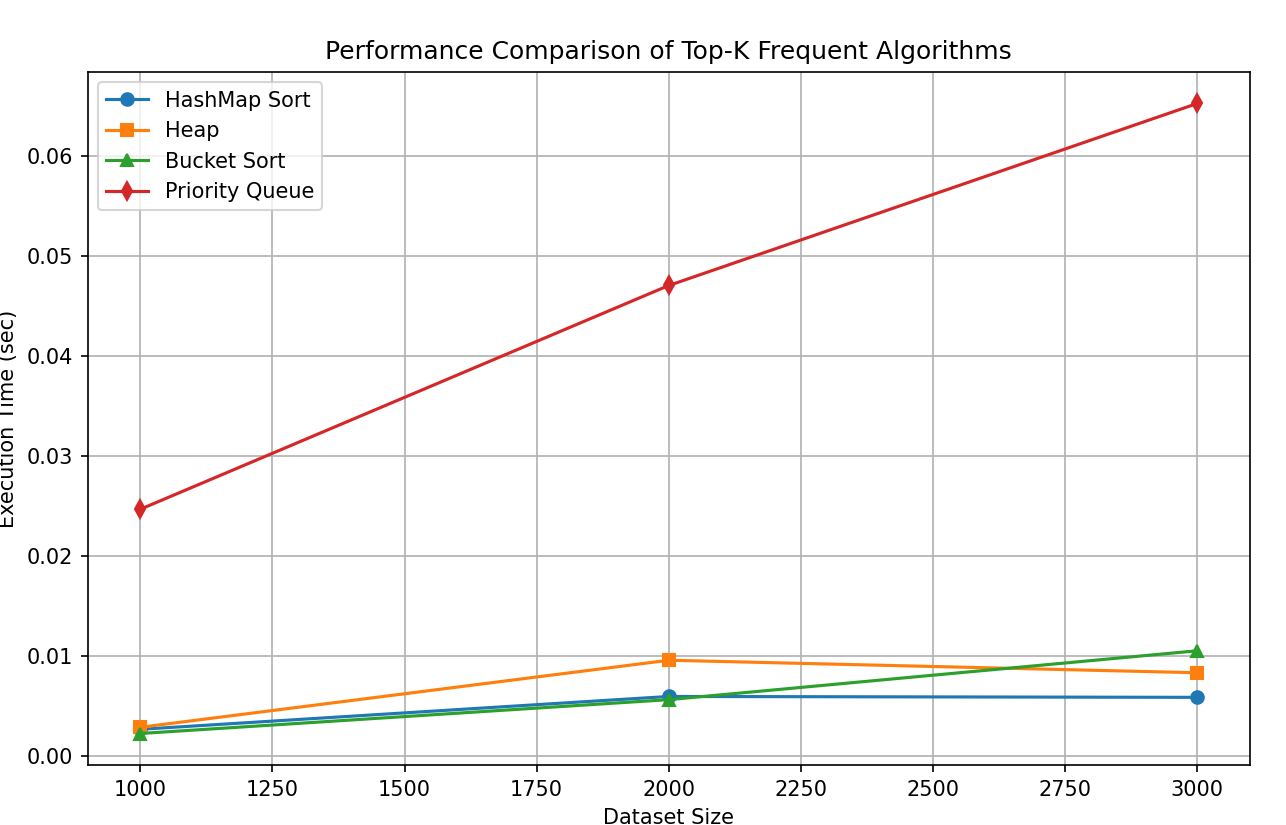 Performance Comparison of Top-K Frequent Algorithms
HashMap Sort
Heap
Bucket Sort
Priority Queue
Execution Time (sec)
0.06
0.05
0.04
0.03
0.02
0.01
0.00
1000 1250 1500 1750 2000 2250 2500 2750 3000
Dataset Size